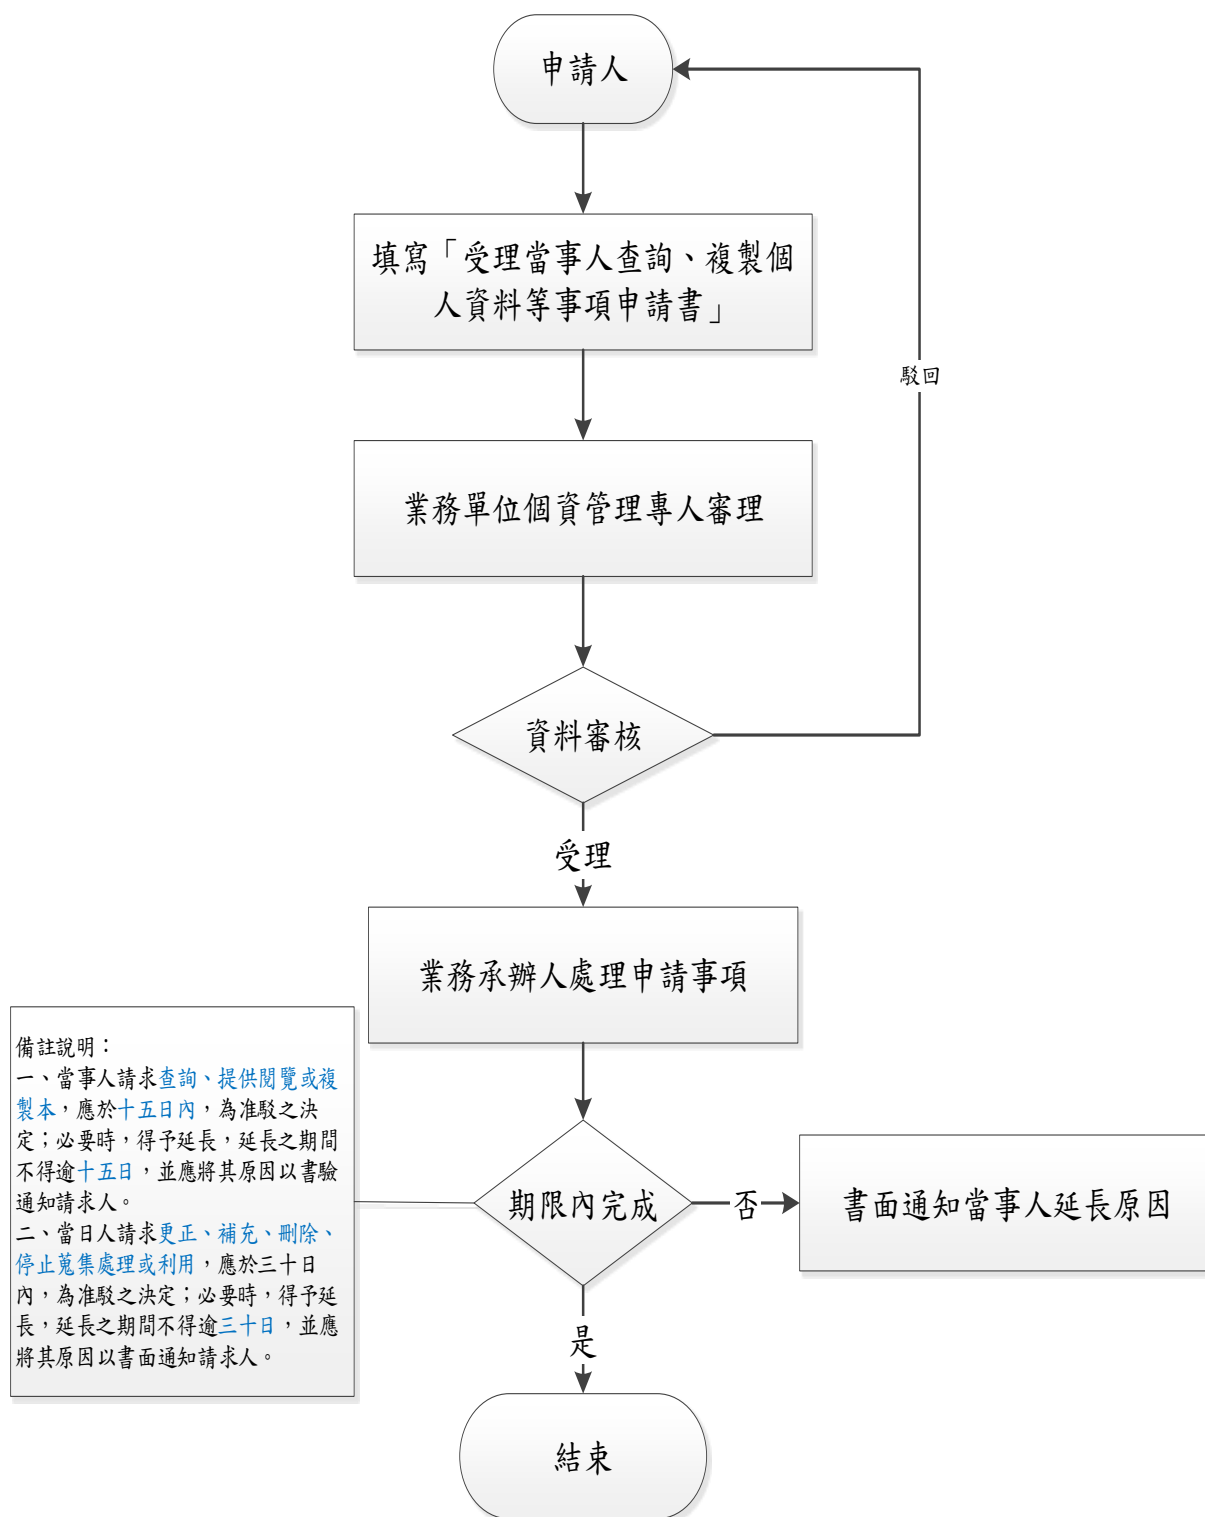 申請人
填寫「受理當事人查詢、複製個
人資料等事項申請書」
駁回
業務單位個資管理專人審理
資料審核
受理
業務承辦人處理申請事項
備註說明：
一、當事人請求查詢、提供閱覽或複
製本，應於十五日內，為准駁之決
定；必要時，得予延長，延長之期間
不得逾十五日，並應將其原因以書驗
通知請求人。
二、當日人請求更正、補充、刪除、
停止蒐集處理或利用，應於三十日
內，為准駁之決定；必要時，得予延
長，延長之期間不得逾三十日，並應
將其原因以書面通知請求人。
期限內完成
否
書面通知當事人延長原因
是
結束